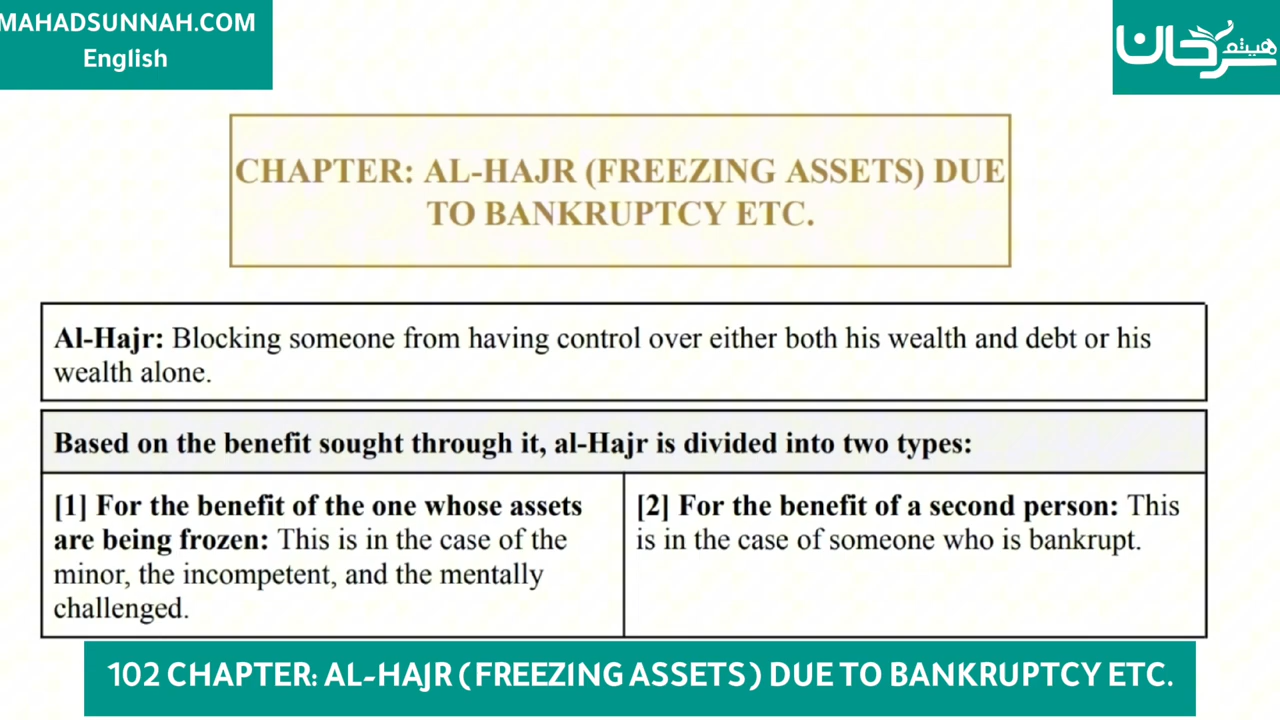 MAHADSUNNAH.COM
English
هيثم
سرحان
CHAPTER: AL-HAJR (FREEZING ASSETS) DUE
TO BANKRUPTCY ETC.
Al-Hajr: Blocking someone from having control over either both his wealth and debt or his
wealth alone.
Based on the benefit sought through it, al-Hajr is divided into two types:
[1] For the benefit of the one whose assets
are being frozen: This is in the case of the
minor, the incompetent, and the mentally
challenged.
[2] For the benefit of a second person: This
is in the case of someone who is bankrupt.
102 CHAPTER: AL-HAJR (FREEZING ASSETS) DUE TO BANKRUPTCY ETC.